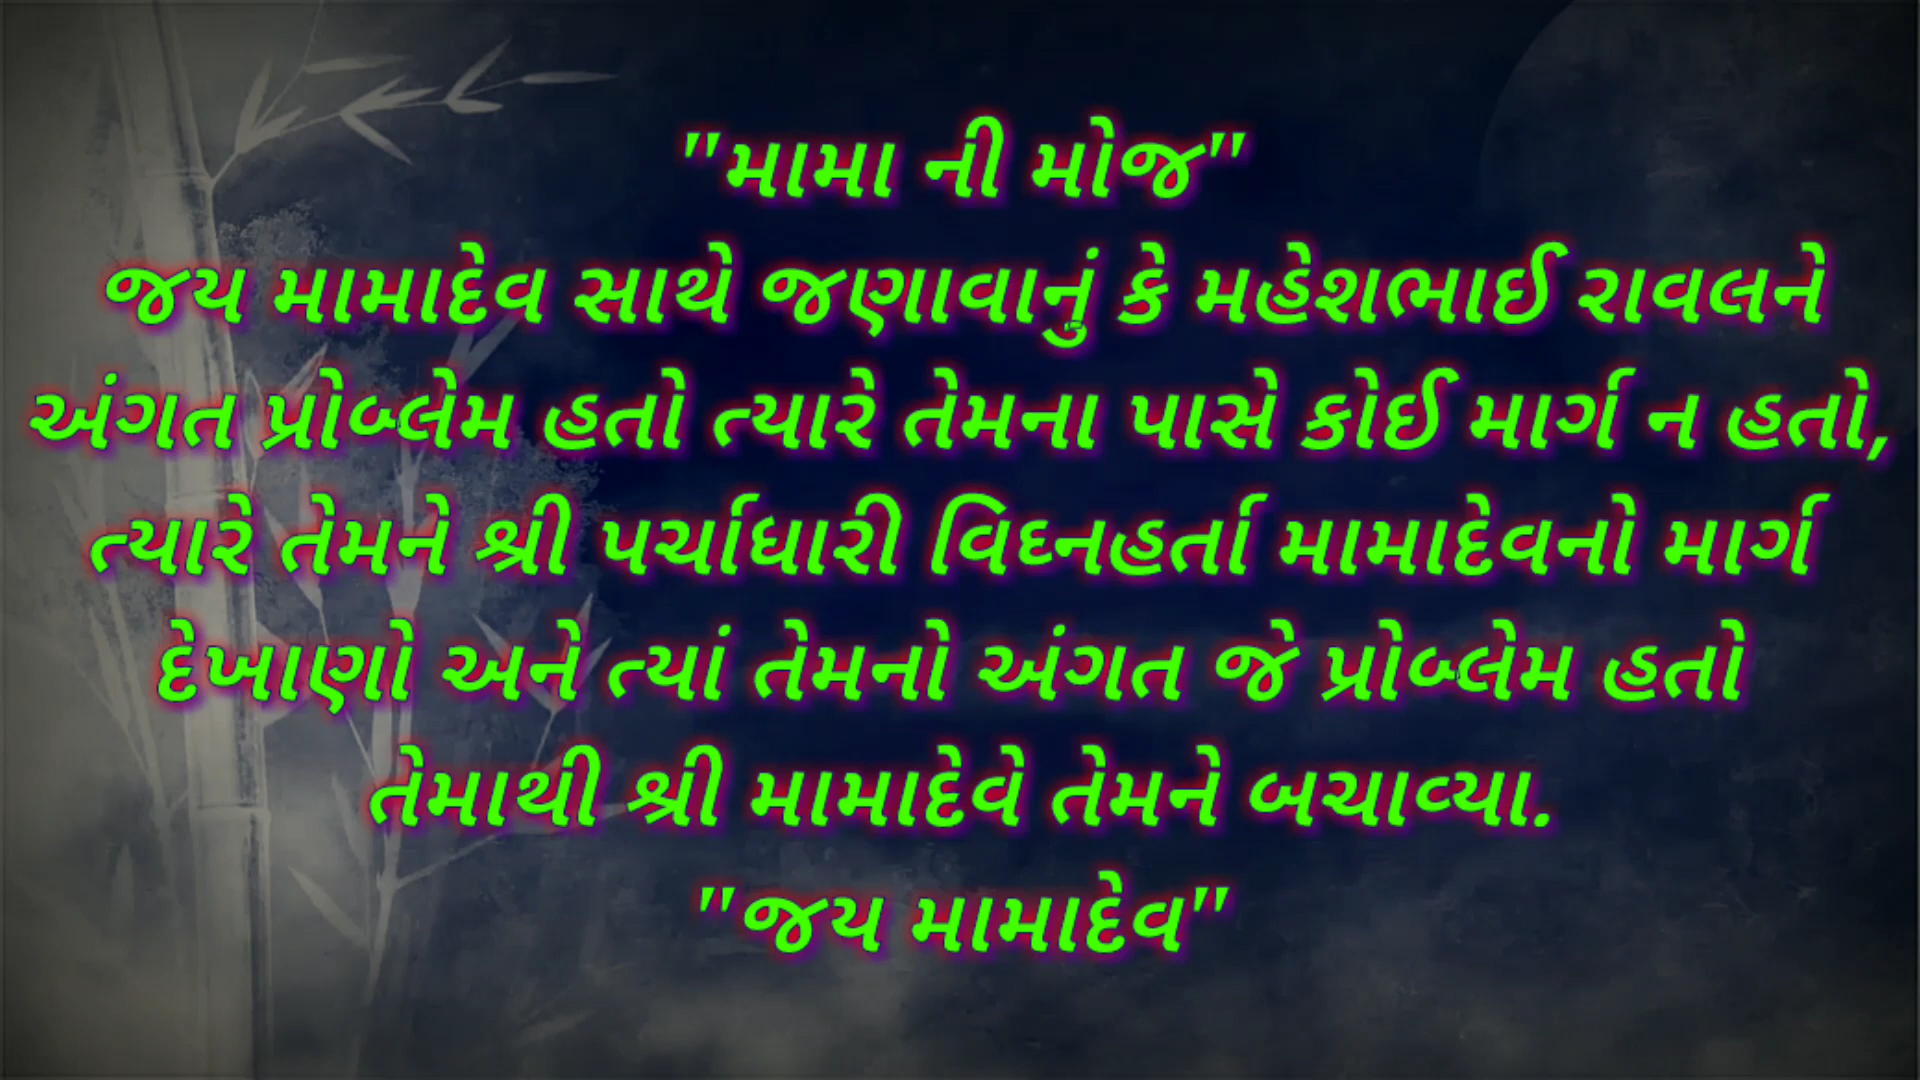 "મામા ની મોજ"
જય મામાદેવ સાથે જણાવાનું કે મહેશભાઈ રાવલને
અંગત પ્રોબ્લેમ હતો ત્યારે તેમના પાસે કોઈ માર્ગ ન હતો,
ત્યારે તેમને શ્રી પર્ચાધારી વિઘ્નહર્તા મામાદેવનો માર્ગ
દેખાણો અને ત્યાં તેમનો અંગત જે પ્રોબ્લેમ હતો
તેમાથી શ્રી મામાદેવે તેમને બચાવ્યા.
"જય મામાદેવ"